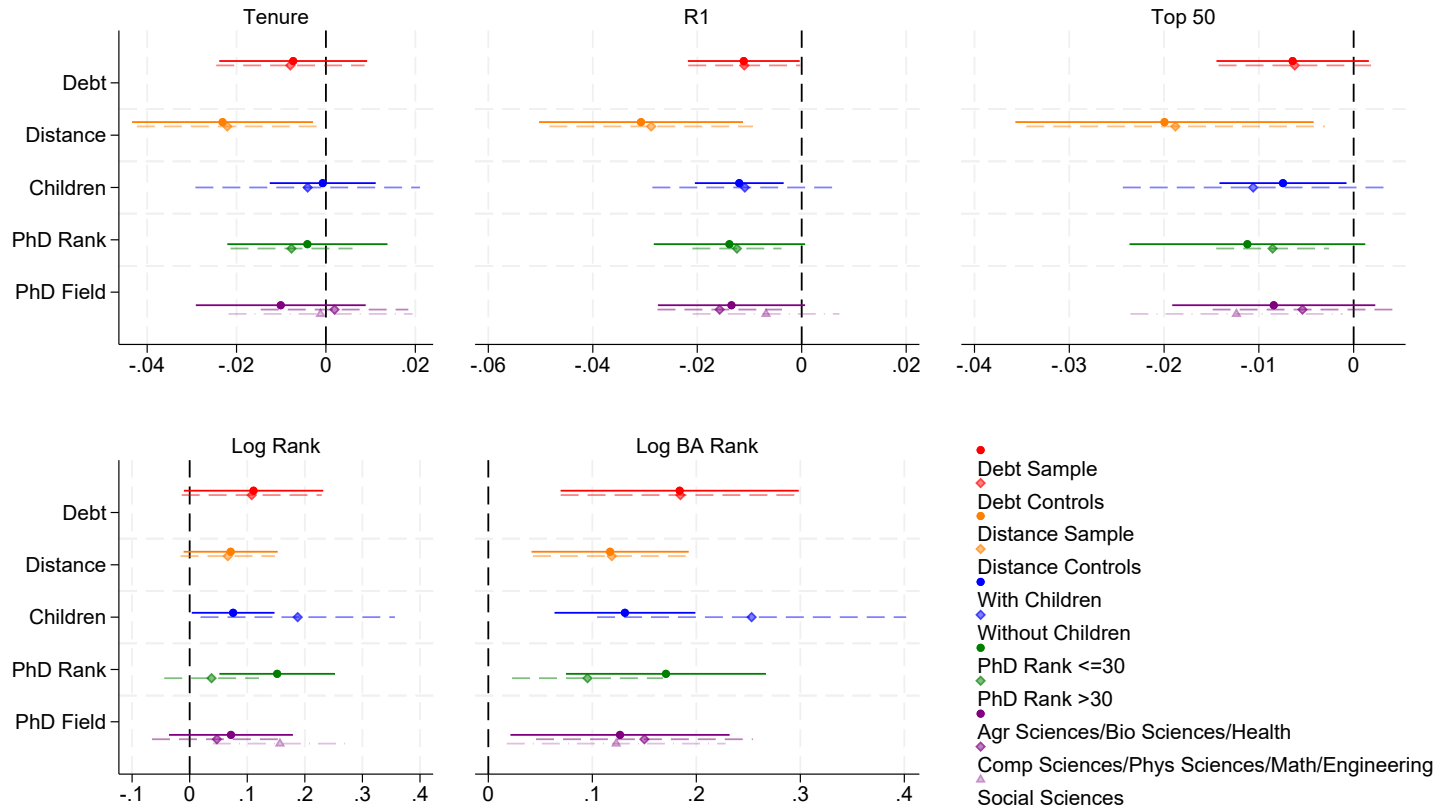 Tenure
R1
Top 50
Debt
Distance
Children
PhD Rank
PhD Field
-.04 -.02 0 .02
-.06 -.04 -.02 0 .02
-.04 -.03 -.02 -.01 0
Log Rank
Log BA Rank
Debt
Distance
Children
PhD Rank
PhD Field
-.1 0 .1 .2 .3 .4
0 .1 .2 .3 .4
Debt Sample
Debt Controls
Distance Sample
Distance Controls
With Children
Without Children
PhD Rank <=30
PhD Rank >30
Agr Sciences/Bio Sciences/Health
Comp Sciences/Phys Sciences/Math/Engineering
Social Sciences